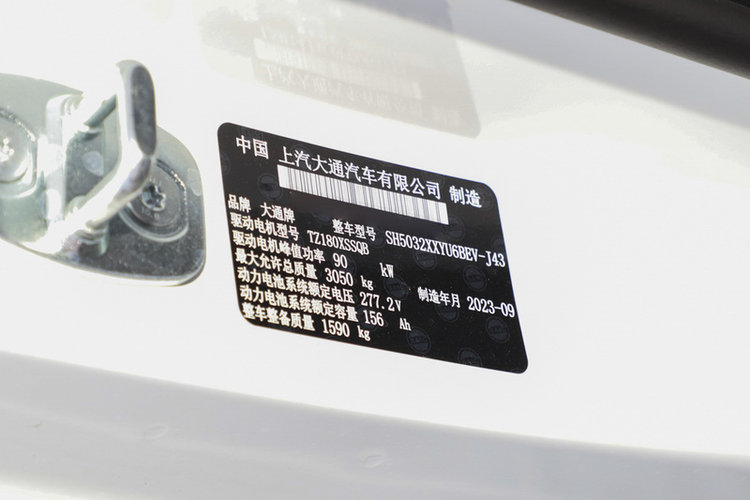 中国 上汽大通汽车有限公司 制造
品牌 大通牌 整车型号 SH5032XXYU6BEV-J43
驱动电机型号 TZ180XSSQB
驱动电机峰值功率 90 kW
最大允许总质量 3050 kg 制造年月 2023-09
动力电池系统额定电压 277.2V
动力电池系统额定容量 156 Ah
整车整备质量 1590 kg